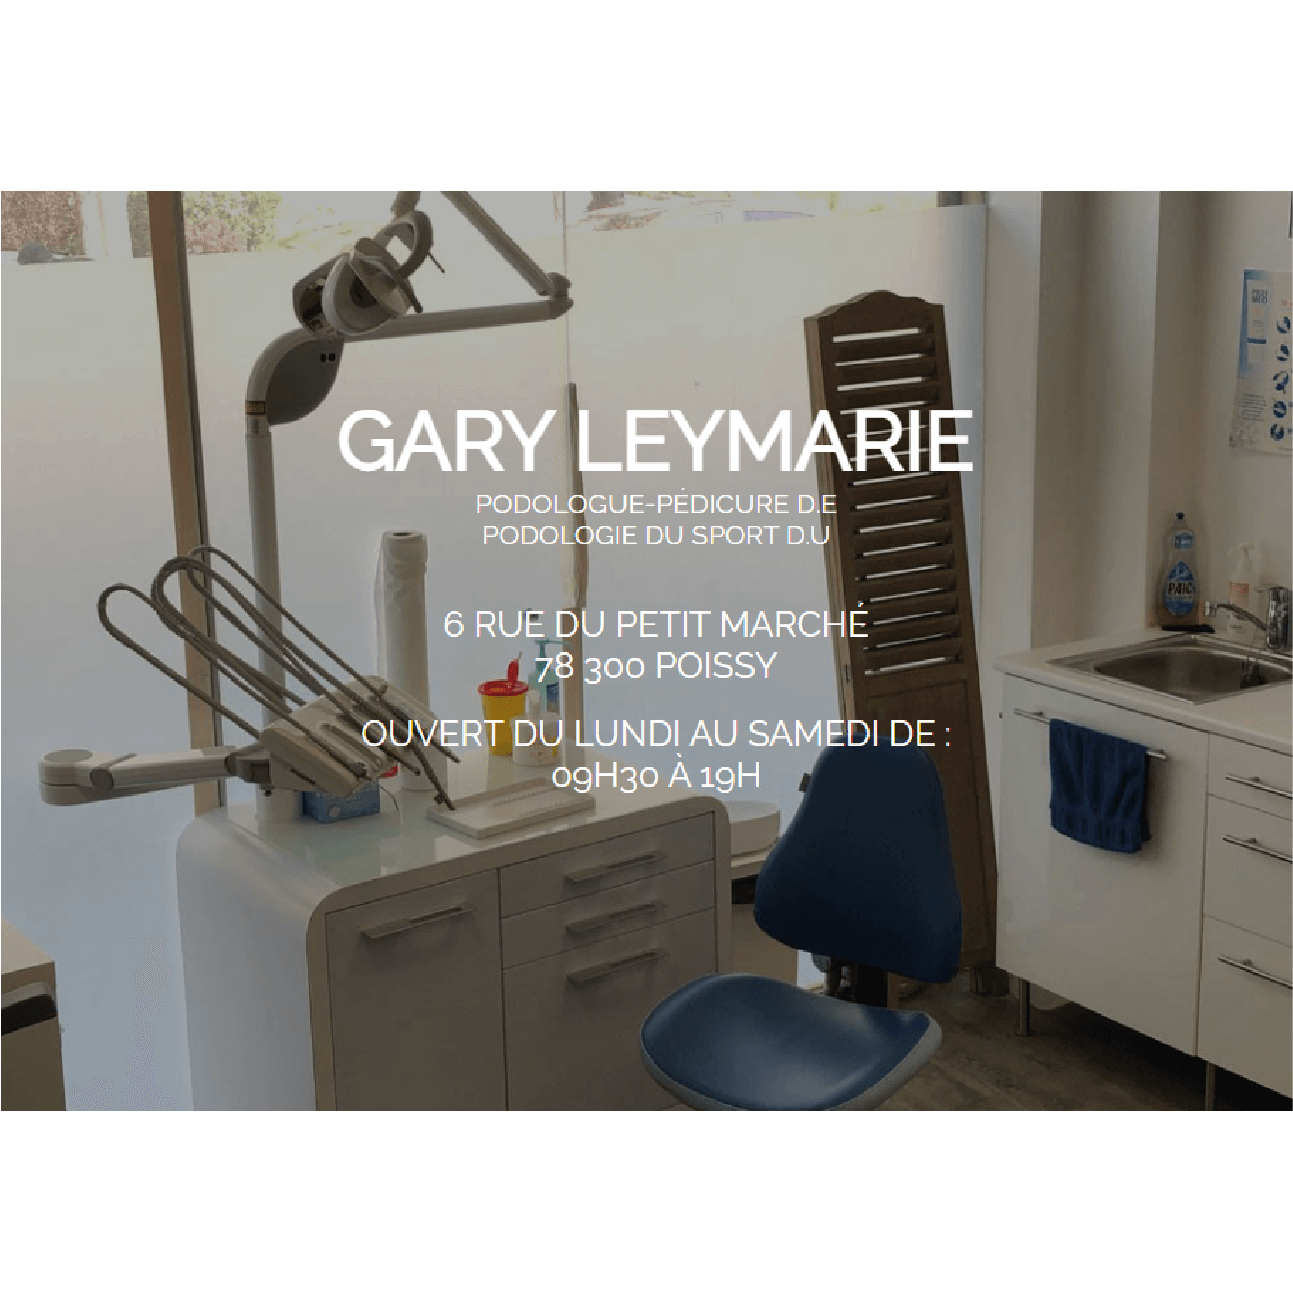 GARY LEYMARIE
PODOLOGUE-PÉDICURE D.E
PODOLOGIE DU SPORT D.U
6 RUE DU PETIT MARCHÉ
78 300 POISSY
OUVERT DU LUNDI AU SAMEDI DE :
09H30 À 19H
PAIC